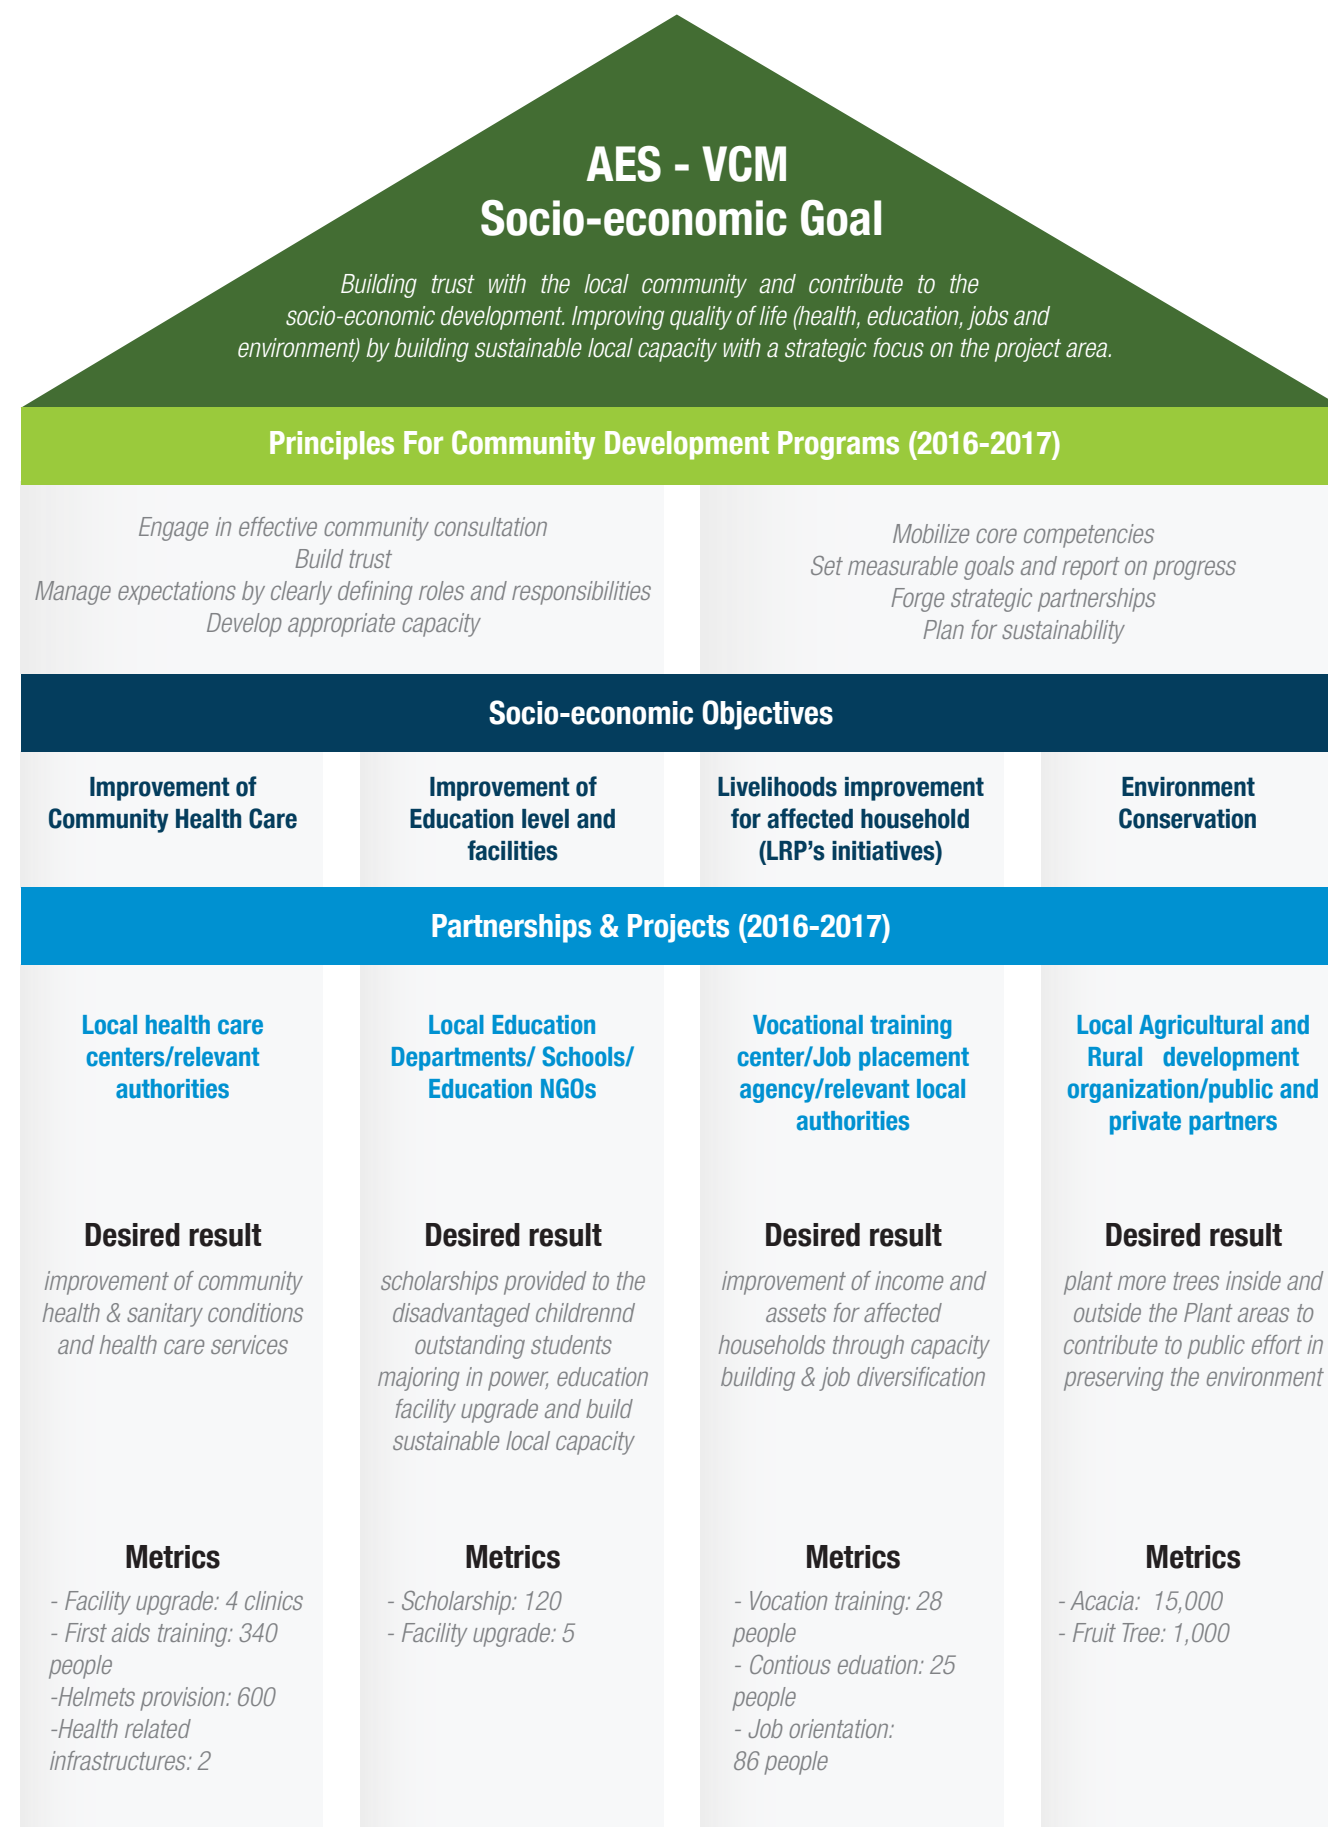 AES - VCM
Socio-economic Goal
Building trust with the local community and contribute to the
socio-economic development. Improving quality of life (health, education, jobs and
environment) by building sustainable local capacity with a strategic focus on the project area.
Principles For Community Development Programs (2016-2017)
Engage in effective community consultation
Build trust
Manage expectations by clearly defining roles and responsibilities
Develop appropriate capacity
Mobilize core competencies
Set measurable goals and report on progress
Forge strategic partnerships
Plan for sustainability
Socio-economic Objectives
Improvement of
Community Health Care
Improvement of
Education level and
facilities
Livelihoods improvement
for affected household
(LRP's initiatives)
Environment
Conservation
Partnerships & Projects (2016-2017)
Local health care
centers/relevant
authorities
Local Education
Departments/ Schools/
Education NGOs
Vocational training
center/Job placement
agency/relevant local
authorities
Local Agricultural and
Rural development
organization/public and
private partners
Desired result
improvement of community
health & sanitary conditions
and health care services
Desired result
scholarships provided to the
disadvantaged childrennd
outstanding students
majoring in power, education
facility upgrade and build
sustainable local capacity
Desired result
improvement of income and
assets for affected
households through capacity
building & job diversification
Desired result
plant more trees inside and
outside the Plant areas to
contribute to public effort in
preserving the environment
Metrics
- Facility upgrade: 4 clinics
- First aids training: 340
people
-Helmets provision: 600
-Health related
infrastructures: 2
Metrics
- Scholarship: 120
- Facility upgrade: 5
Metrics
- Vocation training: 28
people
- Contious eduation: 25
people
- Job orientation:
86 people
Metrics
- Acacia: 15,000
- Fruit Tree: 1,000